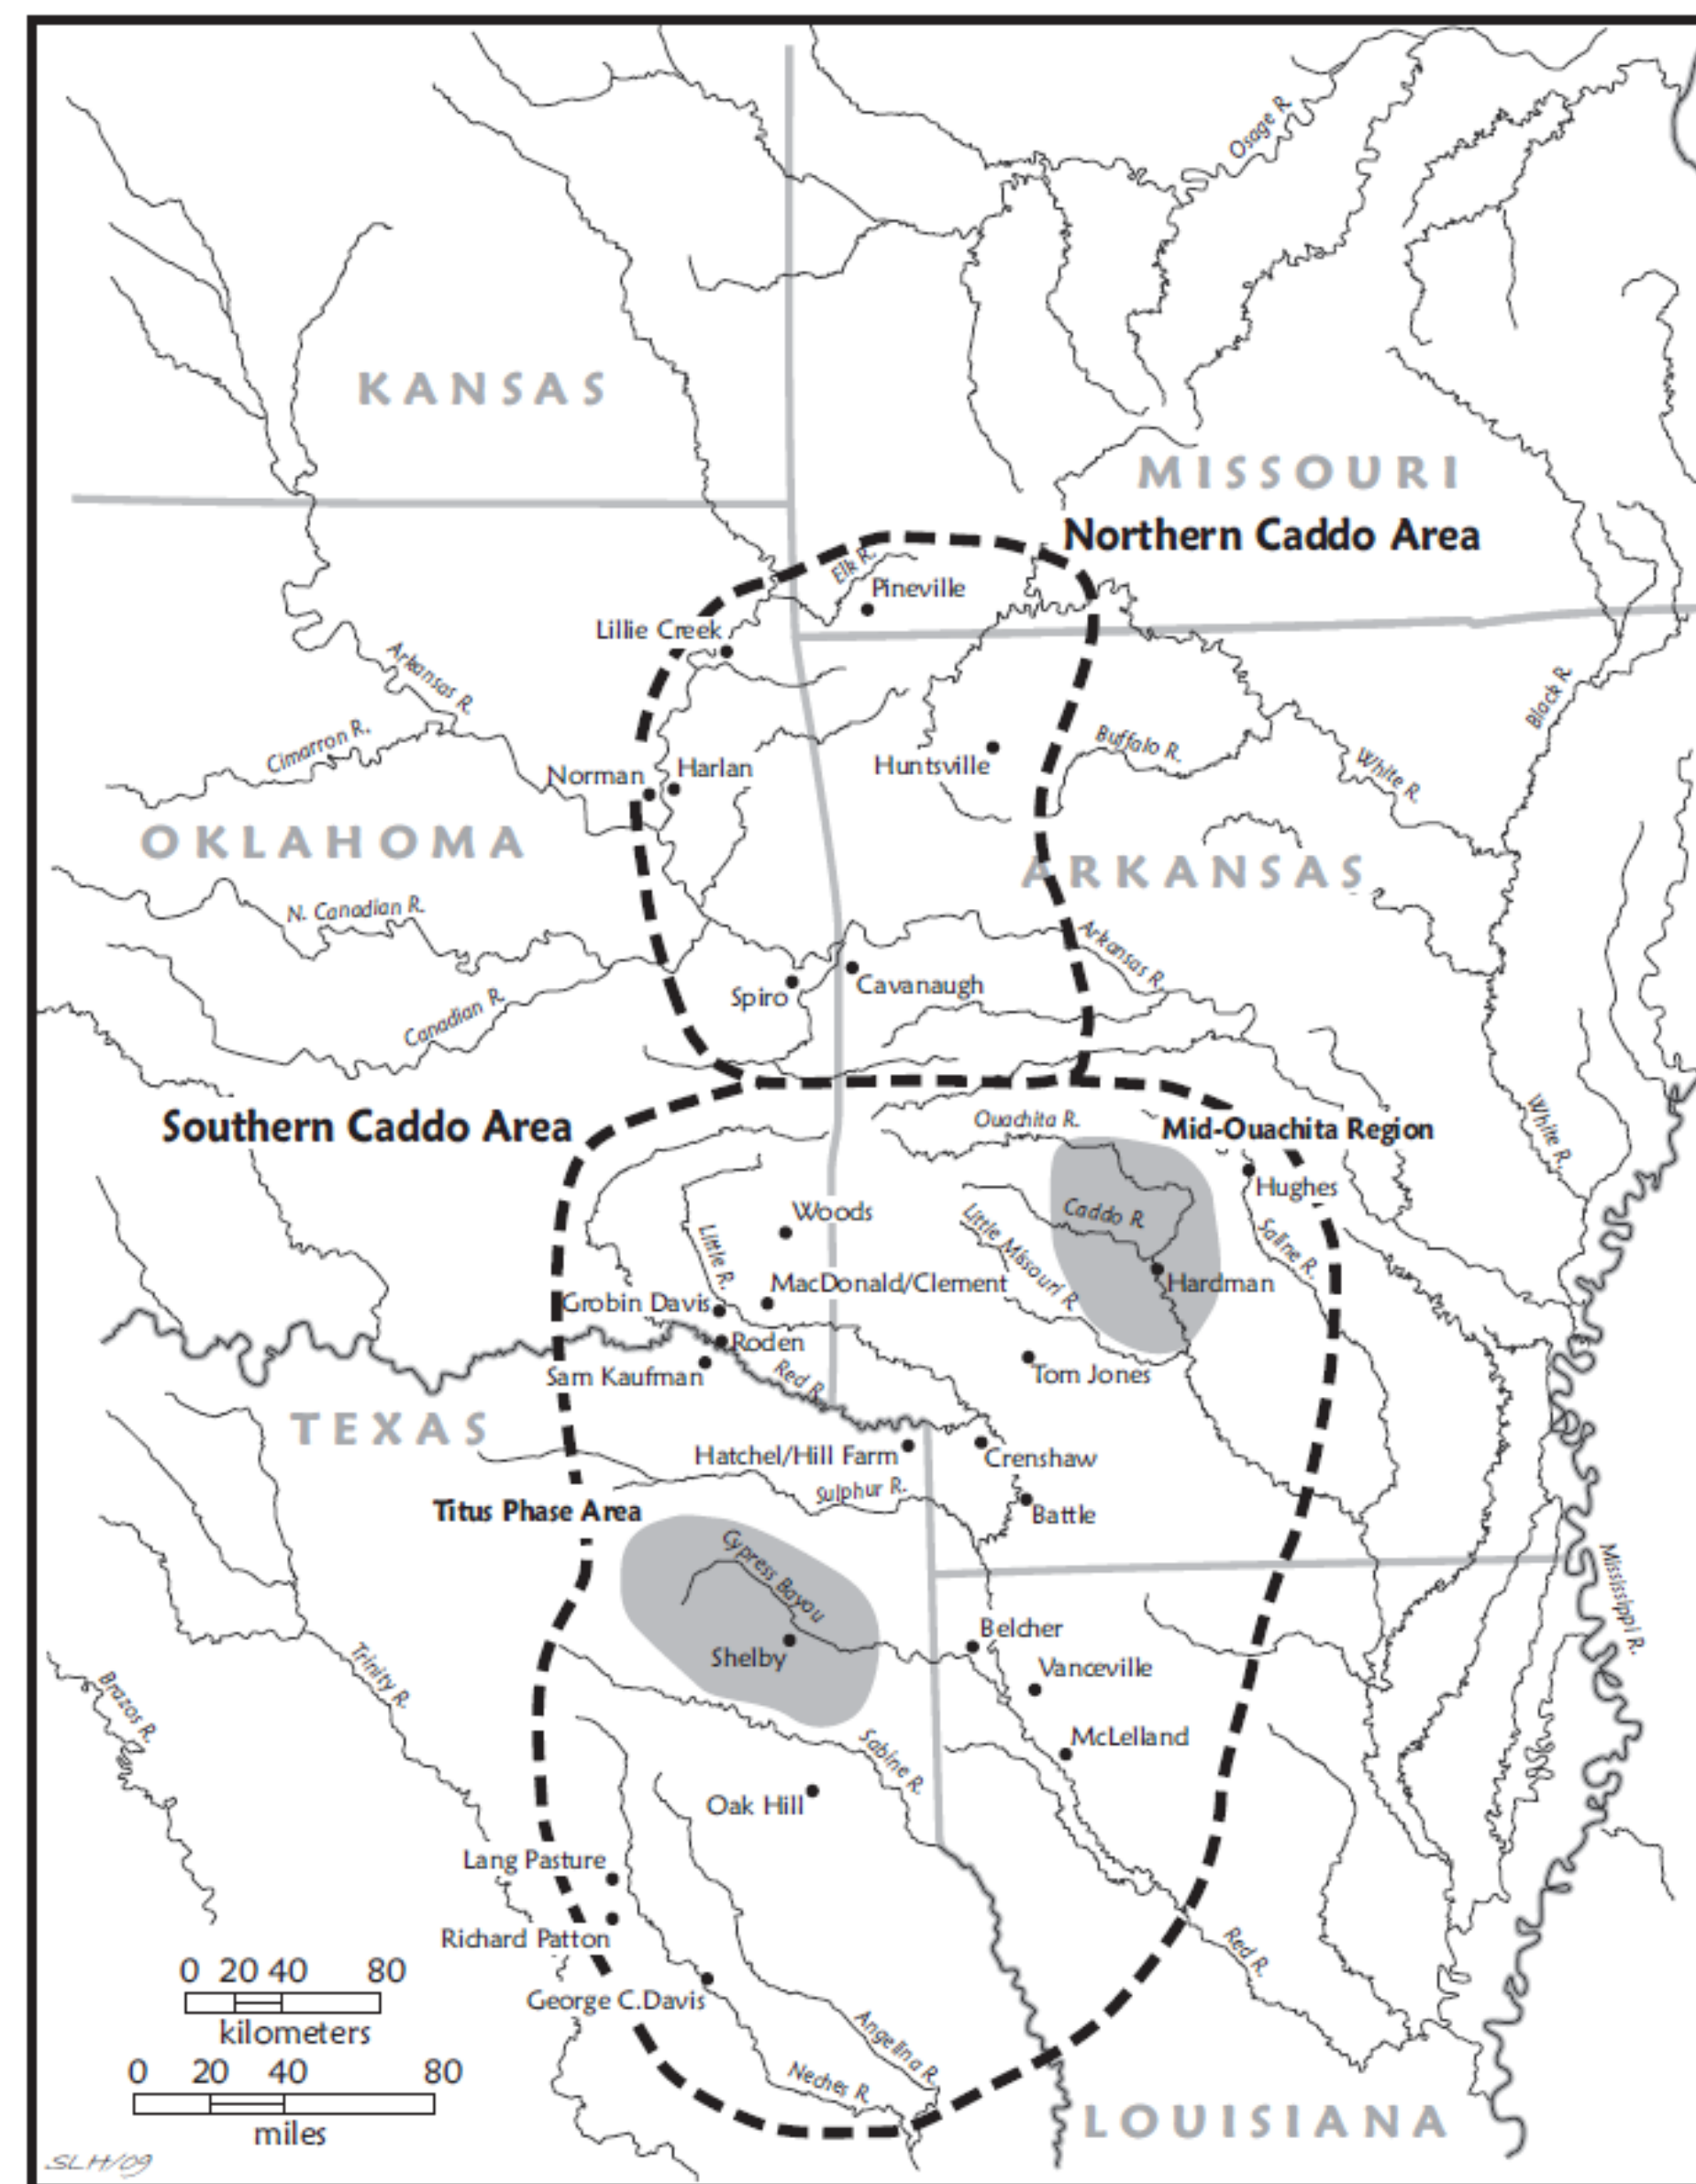 Osage R.
KANSAS
MISSOURI
Northern Caddo Area
Elk R.
Pineville
Lillie Creek
Arkansas R.
Black R.
Cimarron R.
Buffalo R.
Huntsville
White R.
Norman
Harlan
OKLAHOMA
ARKANSAS
N. Canadian R.
Arkansas R.
Cavanaugh
Spiro
Canadian R.
Southern Caddo Area
Ouachita R.
Mid-Ouachita Region
White R.
Hughes
Woods
Caddo R.
Little R.
Little Missouri R.
Saline R.
MacDonald/Clement
Hardman
Grobin Davis
Roden
Sam Kaufman
Red R.
Tom Jones
TEXAS
Hatchel/Hill Farm
Crenshaw
Sulphur R.
Titus Phase Area
Battle
Cypress Bayou
Mississippi R.
Belcher
Shelby
Vanceville
Trinity R.
Brazos R.
McLelland
Sabine R.
Oak Hill
Lang Pasture
Richard Patton
Red R.
0 20 40 80
George C.Davis
kilometers
Angelina R.
0 20 40 80
Neches R.
miles
LOUISIANA
SLH/09